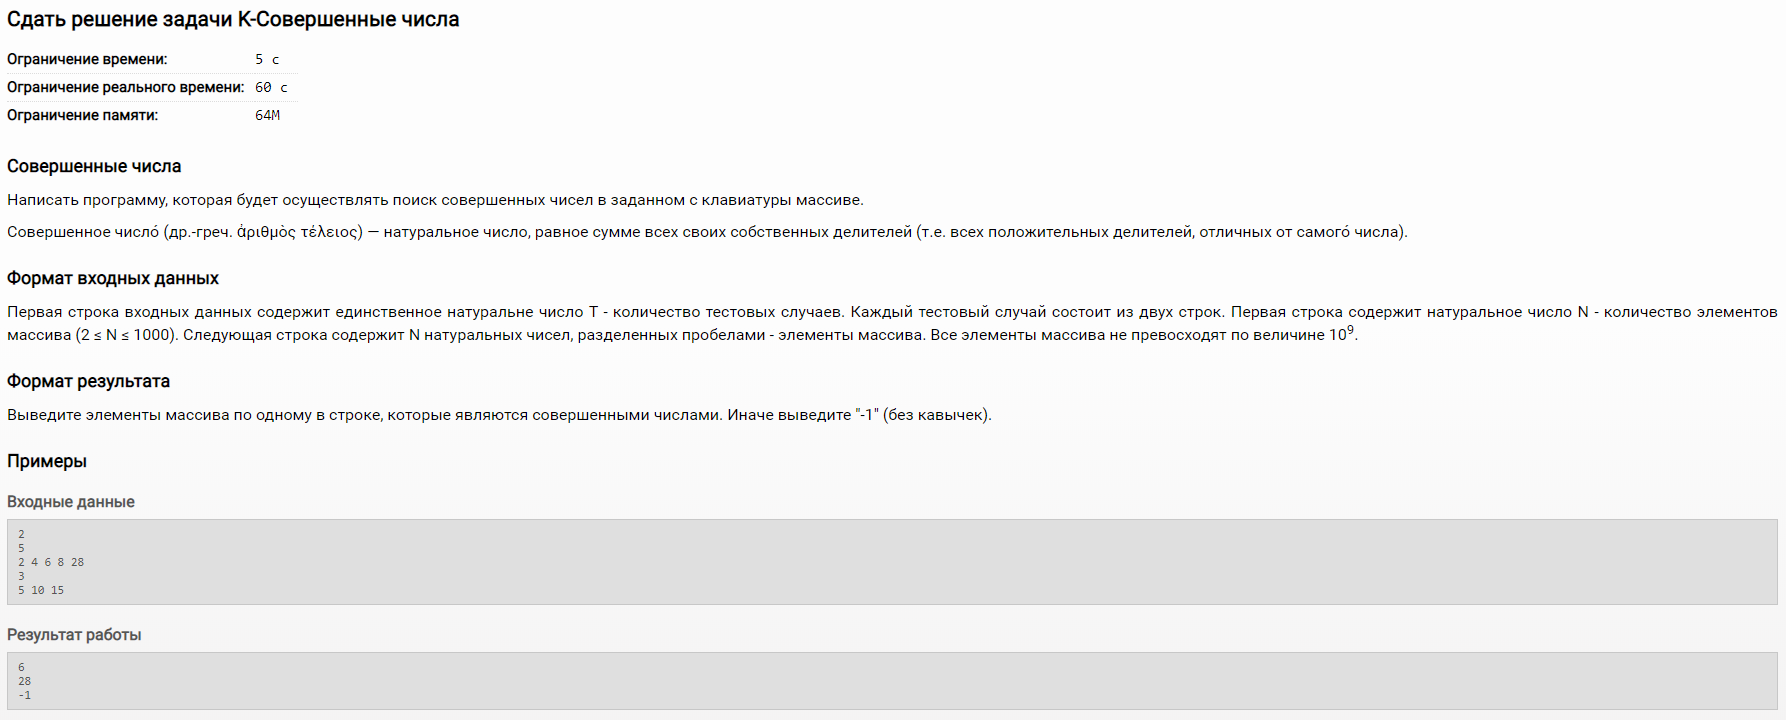 Сдать решение задачи K-Совершенные числа
Ограничение времени: 5 с
Ограничение реального времени: 60 с
Ограничение памяти: 64M
Совершенные числа
Написать программу, которая будет осуществлять поиск совершенных чисел в заданном с клавиатуры массиве.
Совершенное число́ (др.-греч. ἀριθμὸς τέλειος) — натуральное число, равное сумме всех своих собственных делителей (т.е. всех положительных делителей, отличных от самого́ числа).
Формат входных данных
Первая строка входных данных содержит единственное натуральне число T - количество тестовых случаев. Каждый тестовый случай состоит из двух строк. Первая строка содержит натуральное число N - количество элементов
массива (2 ≤ N ≤ 1000). Следующая строка содержит N натуральных чисел, разделенных пробелами - элементы массива. Все элементы массива не превосходят по величине 10⁹.
Формат результата
Выведите элементы массива по одному в строке, которые являются совершенными числами. Иначе выведите "-1" (без кавычек).
Примеры
Входные данные
2
5
2 4 6 8 28
3
5 10 15
Результат работы
6
28
-1